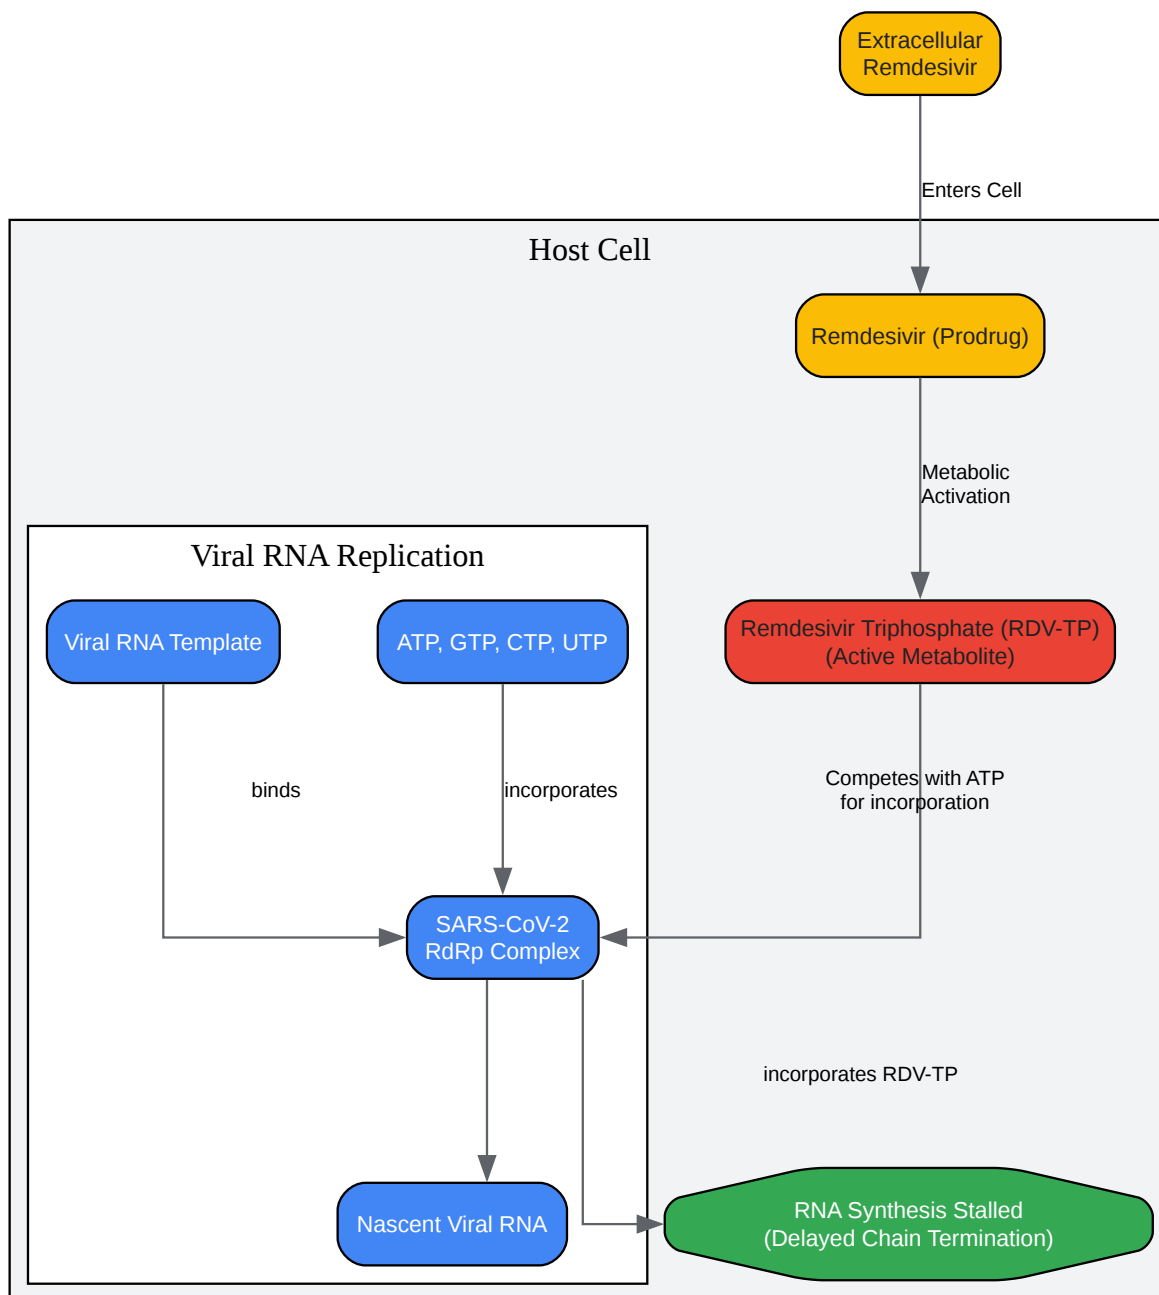 Extracellular
Remdesivir
Enters Cell
Host Cell
Remdesivir (Prodrug)
Metabolic
Activation
Viral RNA Replication
Viral RNA Template
ATP, GTP, CTP, UTP
Remdesivir Triphosphate (RDV-TP)
(Active Metabolite)
binds
incorporates
Competes with ATP
for incorporation
SARS-CoV-2
RdRp Complex
incorporates RDV-TP
Nascent Viral RNA
RNA Synthesis Stalled
(Delayed Chain Termination)